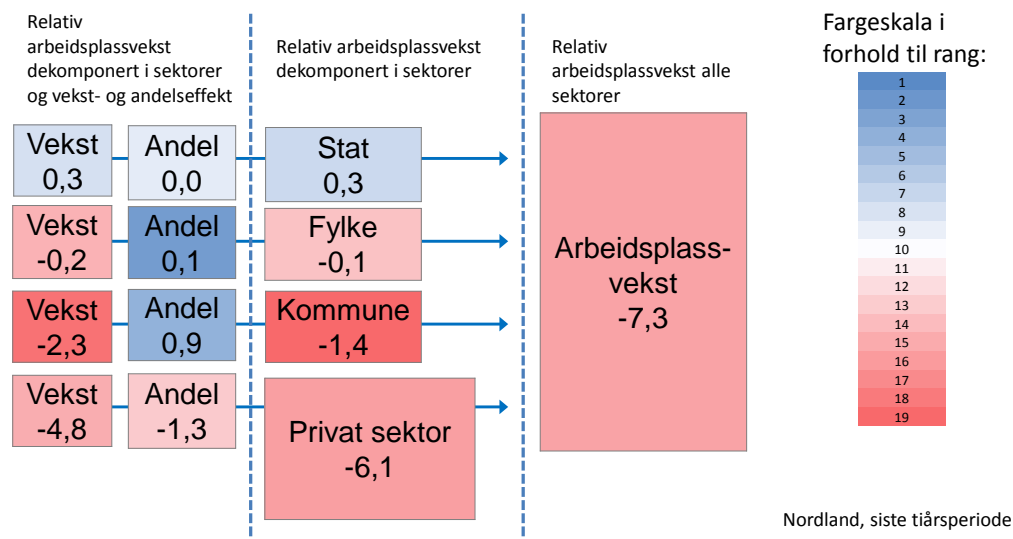 Relativ
arbeidsplassvekst
dekomponert i sektorer
og vekst- og andelseffekt
Relativ arbeidsplassvekst
dekomponert i sektorer
Relativ
arbeidsplassvekst alle
sektorer
Fargeskala i
forhold til rang:
Vekst
0,3
Andel
0,0
Stat
0,3
Vekst
-0,2
Andel
0,1
Fylke
-0,1
Vekst
-2,3
Andel
0,9
Kommune
-1,4
Vekst
-4,8
Andel
-1,3
Privat sektor
-6,1
Arbeidsplass-
vekst
-7,3
1
2
3
4
5
6
7
8
9
10
11
12
13
14
15
16
17
18
19
Nordland, siste tiårsperiode